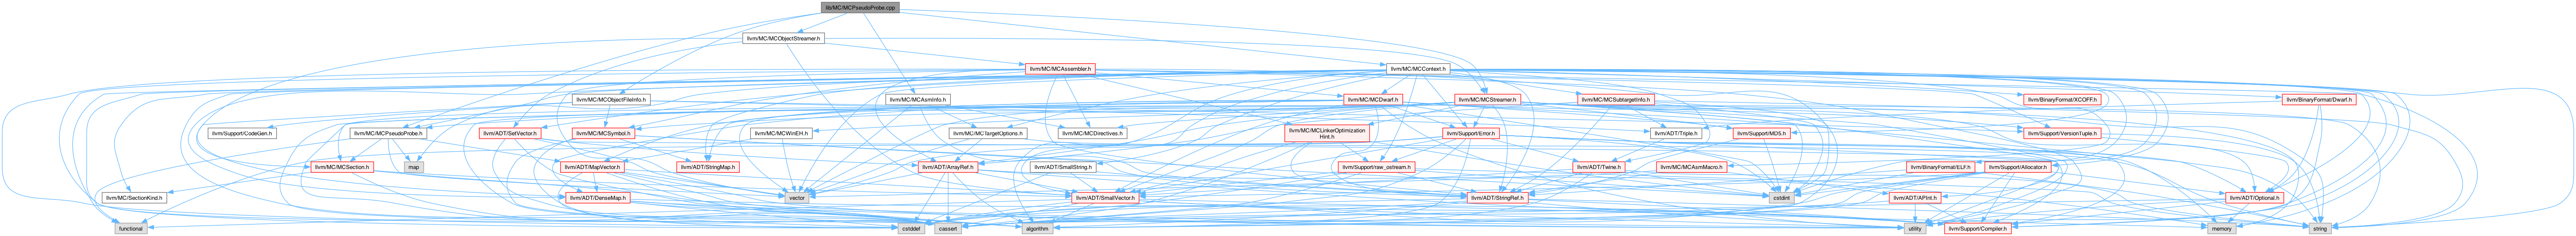 lib/MC/MCPseudoProbe.cpp
llvm/MC/MCObjectStreamer.h
llvm/MC/MCAssembler.h
llvm/MC/MCContext.h
llvm/MC/MCObjectFileInfo.h
llvm/MC/MCAsmInfo.h
llvm/MC/MCDwarf.h
llvm/MC/MCStreamer.h
llvm/MC/MCSubtargetInfo.h
llvm/BinaryFormat/XCOFF.h
llvm/BinaryFormat/Dwarf.h
llvm/Support/CodeGen.h
llvm/MC/MCPseudoProbe.h
llvm/ADT/SetVector.h
llvm/MC/MCSymbol.h
llvm/MC/MCWinEH.h
llvm/MC/MCTargetOptions.h
llvm/MC/MCDirectives.h
llvm/MC/MCLinkerOptimization
Hint.h
llvm/Support/Error.h
llvm/ADT/Triple.h
llvm/Support/MD5.h
llvm/Support/VersionTuple.h
llvm/MC/MCSection.h
map
llvm/ADT/MapVector.h
llvm/ADT/StringMap.h
llvm/ADT/ArrayRef.h
llvm/ADT/SmallString.h
llvm/Support/raw_ostream.h
llvm/ADT/Twine.h
llvm/MC/MCAsmMacro.h
llvm/BinaryFormat/ELF.h
llvm/Support/Allocator.h
llvm/MC/SectionKind.h
llvm/ADT/DenseMap.h
vector
llvm/ADT/SmallVector.h
llvm/ADT/StringRef.h
cstdint
llvm/ADT/APInt.h
llvm/ADT/Optional.h
functional
cstddef
cassert
algorithm
utility
llvm/Support/Compiler.h
memory
string